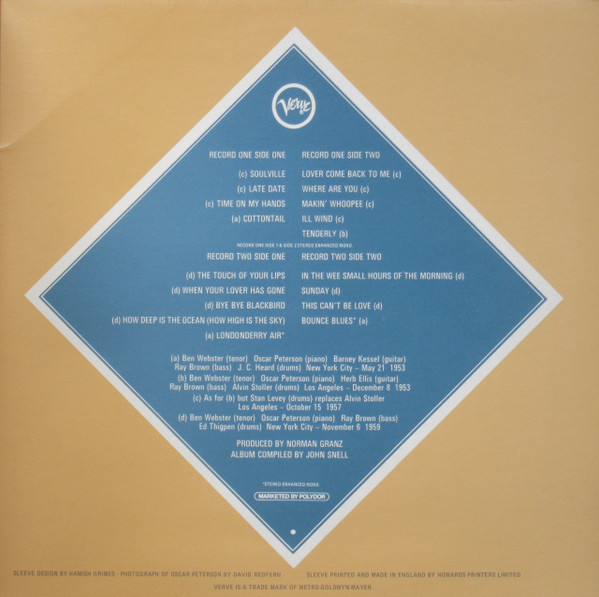 Verve
RECORD ONE SIDE ONE RECORD ONE SIDE TWO
(c) SOULVILLE LOVER COME BACK TO ME (c)
(c) LATE DATE WHERE ARE YOU (c)
(c) TIME ON MY HANDS MAKIN' WHOOPEE (c)
(a) COTTONTAIL ILL WIND (c)
TENDERLY (b)
RECORD ONE SIDE 1 & SIDE 2 STEREO ENHANCED MONO.
RECORD TWO SIDE ONE RECORD TWO SIDE TWO
(d) THE TOUCH OF YOUR LIPS IN THE WEE SMALL HOURS OF THE MORNING (d)
(d) WHEN YOUR LOVER HAS GONE SUNDAY (d)
(d) BYE BYE BLACKBIRD THIS CAN'T BE LOVE (d)
(d) HOW DEEP IS THE OCEAN (HOW HIGH IS THE SKY) BOUNCE BLUES* (a)
(a) LONDONDERRY AIR*
(a) Ben Webster (tenor) Oscar Peterson (piano) Barney Kessel (guitar)
Ray Brown (bass) J. C. Heard (drums) New York City – May 21 1953
(b) Ben Webster (tenor) Oscar Peterson (piano) Herb Ellis (guitar)
Ray Brown (bass) Alvin Stoller (drums) Los Angeles – December 8 1953
(c) As for (b) but Stan Levey (drums) replaces Alvin Stoller
Los Angeles – October 15 1957
(d) Ben Webster (tenor) Oscar Peterson (piano) Ray Brown (bass)
Ed Thigpen (drums) New York City – November 6 1959
PRODUCED BY NORMAN GRANZ
ALBUM COMPILED BY JOHN SNELL
*STEREO ENHANCED MONO.
MARKETED BY POLYDOR
SLEEVE DESIGN BY HAMISH GRIMES · PHOTOGRAPH OF OSCAR PETERSON BY DAVID REDFERN SLEEVE PRINTED AND MADE IN ENGLAND BY HOWARDS PRINTERS LIMITED
VERVE IS A TRADE MARK OF METRO-GOLDWYN-MAYER